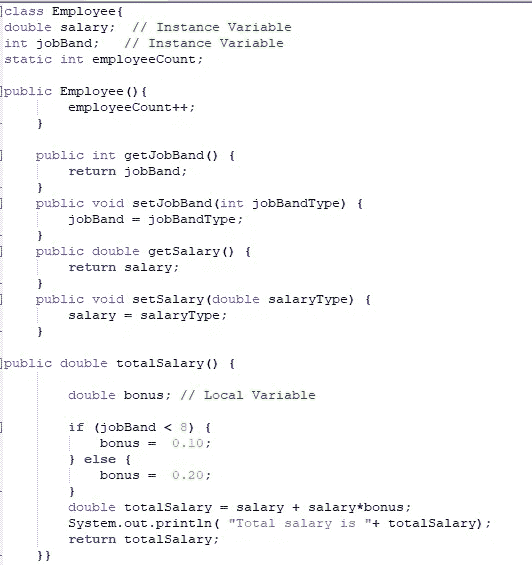 class Employee{
double salary;  // Instance Variable
int jobBand;   // Instance Variable
static int employeeCount;
public Employee(){
        employeeCount++;
    }
    public int getJobBand() {
        return jobBand;
    }
    public void setJobBand(int jobBandType) {
        jobBand = jobBandType;
    }
    public double getSalary() {
        return salary;
    }
    public void setSalary(double salaryType) {
        salary = salaryType;
    }
public double totalSalary() {
        double bonus; // Local Variable
        if (jobBand < 8) {
            bonus =  0.10;
        } else {
            bonus =  0.20;
        }
        double totalSalary = salary + salary*bonus;
        System.out.println( "Total salary is "+ totalSalary);
        return totalSalary;
    }}